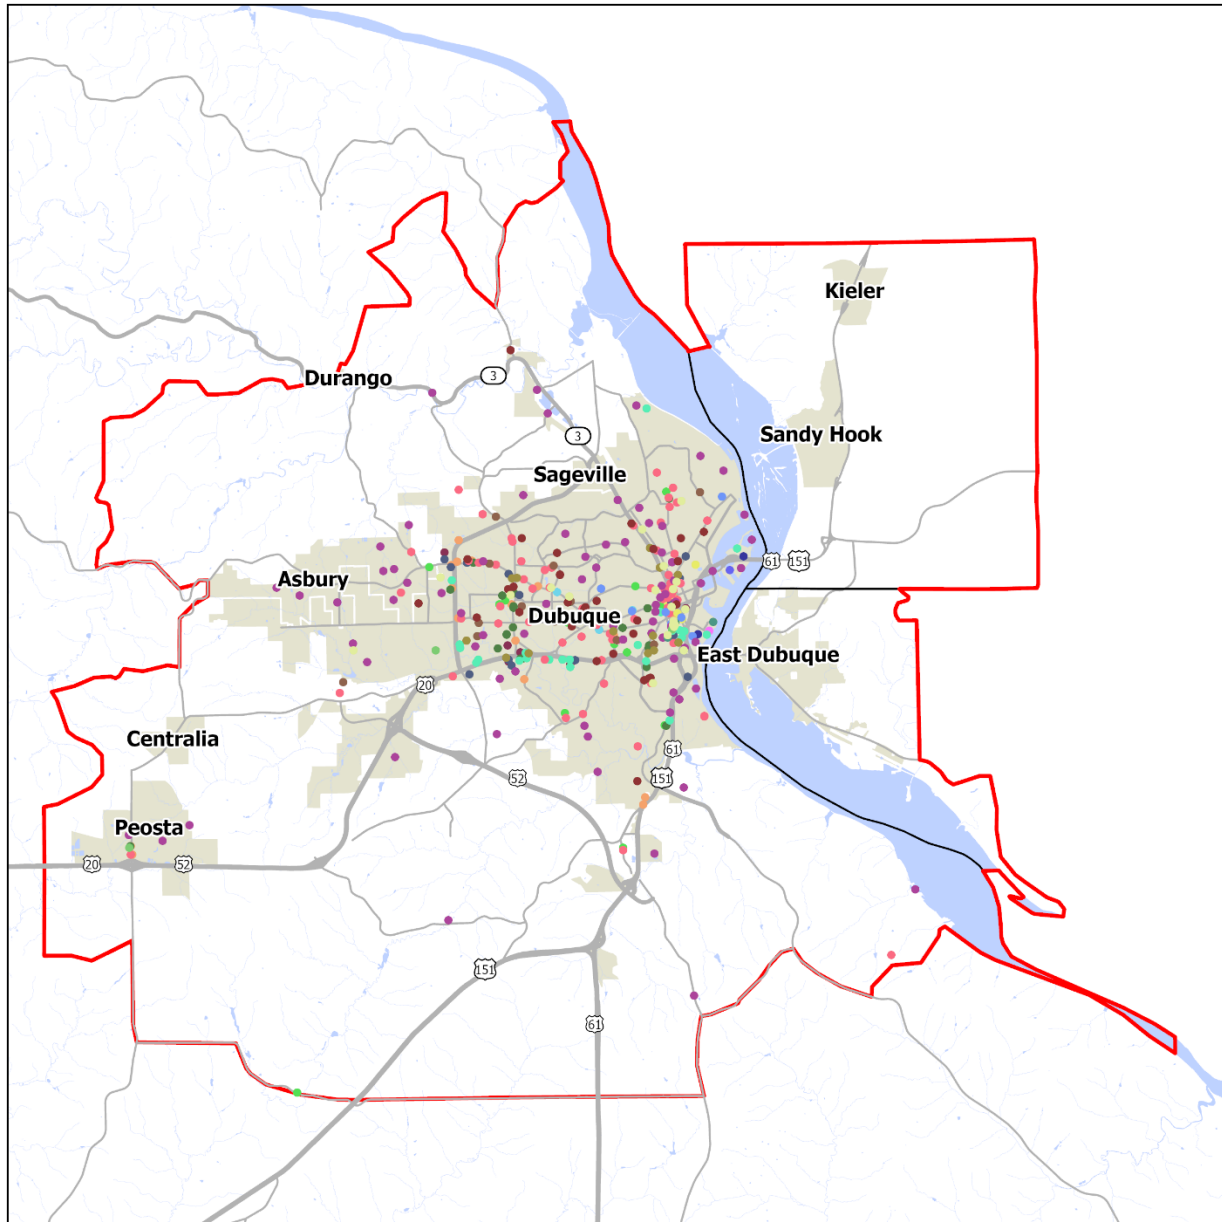 Kieler
Durango
3
Sandy Hook
3
Sageville
61
151
Asbury
Dubuque
East Dubuque
20
Centralia
61
52
151
Peosta
20
52
151
61